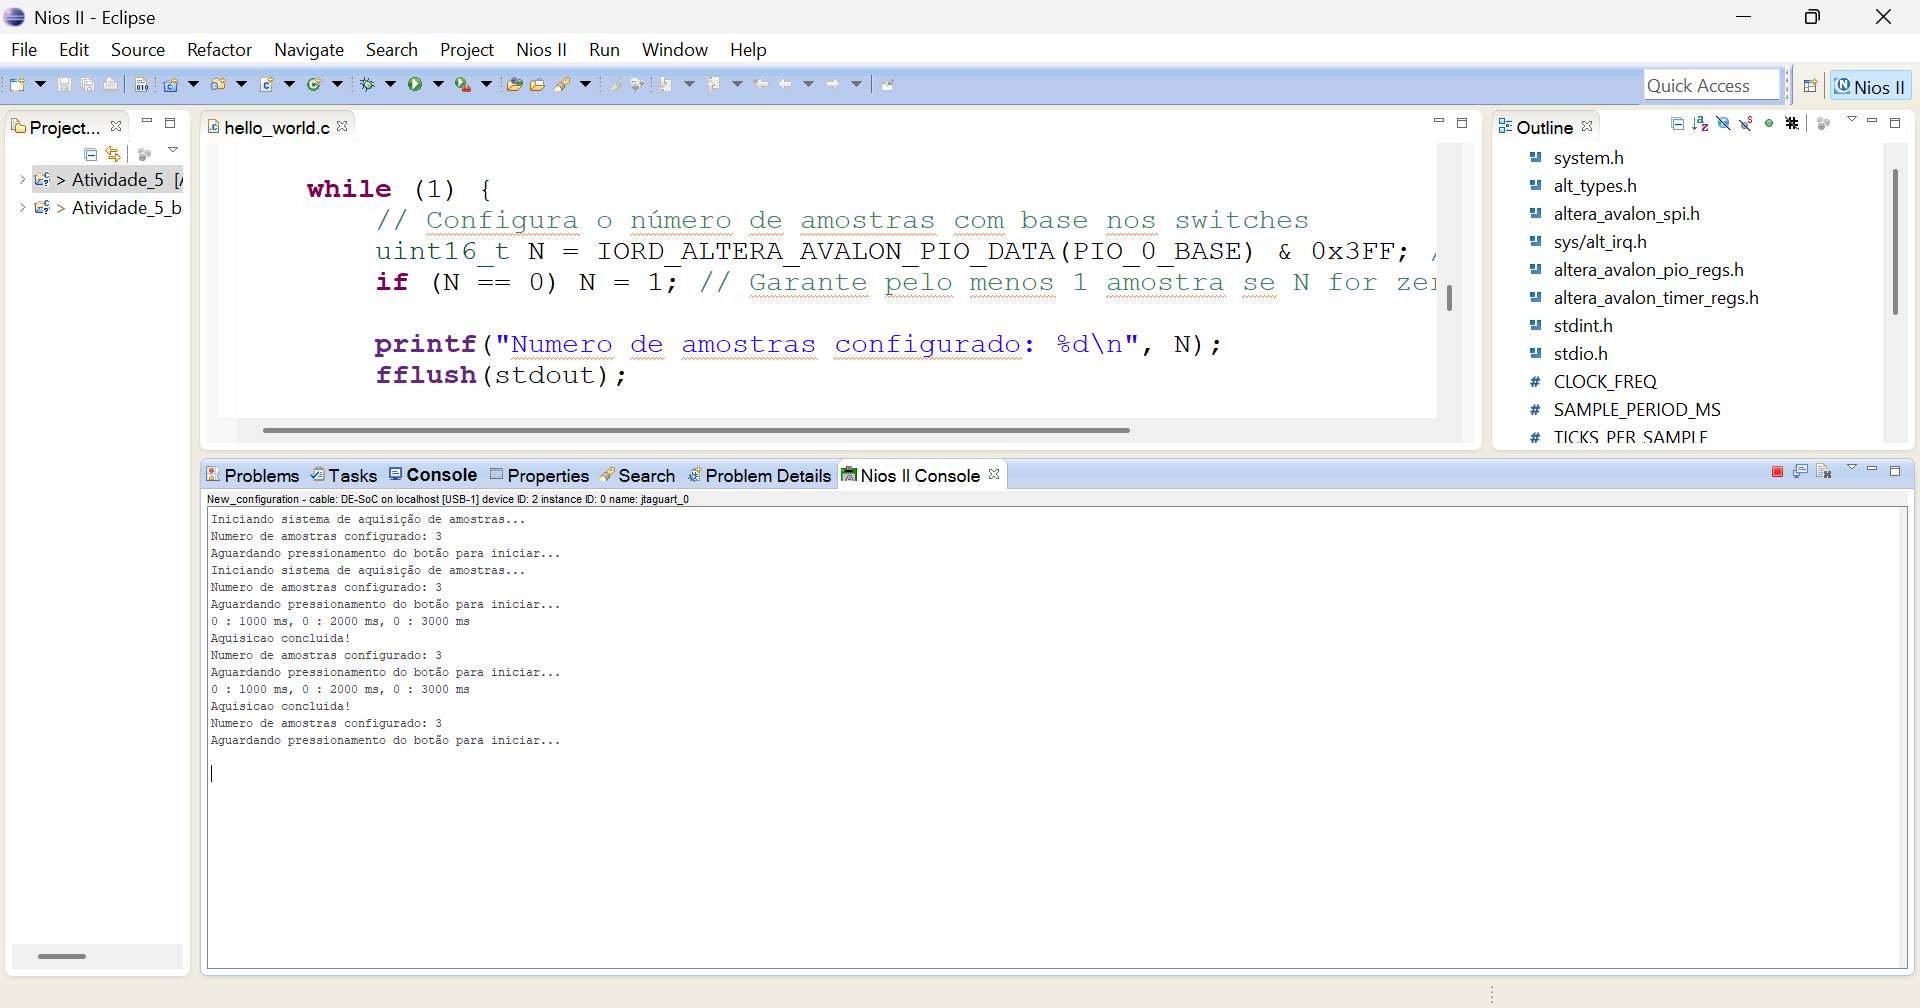 Nios II - Eclipse
File Edit Source Refactor Navigate Search Project Nios II Run Window Help
Quick Access
Nios II
Project...
> Atividade_5
> Atividade_5_b
hello_world.c
while (1) {
// Configura o número de amostras com base nos switches
uint16_t N = IORD_ALTERA_AVALON_PIO_DATA(PIO_0_BASE) & 0x3FF;
if (N == 0) N = 1; // Garante pelo menos 1 amostra se N for
printf("Numero de amostras configurado: %d\n", N);
fflush(stdout);
Outline
system.h
alt_types.h
altera_avalon_spi.h
sys/alt_irq.h
altera_avalon_pio_regs.h
altera_avalon_timer_regs.h
stdint.h
stdio.h
# CLOCK_FREQ
# SAMPLE_PERIOD_MS
# TICKS_PER_SAMPLE
Problems Tasks Console Properties Search Problem Details Nios II Console
New_configuration - cable: DE-SoC on localhost [USB-1] device ID: 2 instance ID: 0 name: jtaguart_0
Iniciando sistema de aquisição de amostras...
Numero de amostras configurado: 3
Aguardando pressionamento do botão para iniciar...
Iniciando sistema de aquisição de amostras...
Numero de amostras configurado: 3
Aguardando pressionamento do botão para iniciar...
0 : 1000 ms, 0 : 2000 ms, 0 : 3000 ms
Aquisicao concluida!
Numero de amostras configurado: 3
Aguardando pressionamento do botão para iniciar...
0 : 1000 ms, 0 : 2000 ms, 0 : 3000 ms
Aquisicao concluida!
Numero de amostras configurado: 3
Aguardando pressionamento do botão para iniciar...